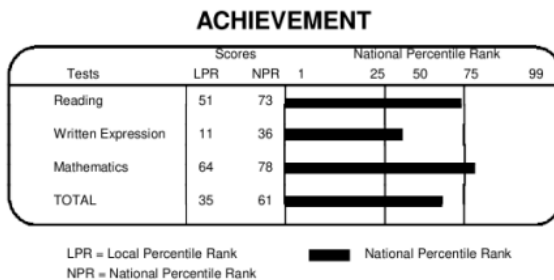 ACHIEVEMENT
Scores National Percentile Rank
Tests LPR NPR 1 25 50 75 99
Reading 51 73
Written Expression 11 36
Mathematics 64 78
TOTAL 35 61
LPR = Local Percentile Rank National Percentile Rank
NPR = National Percentile Rank